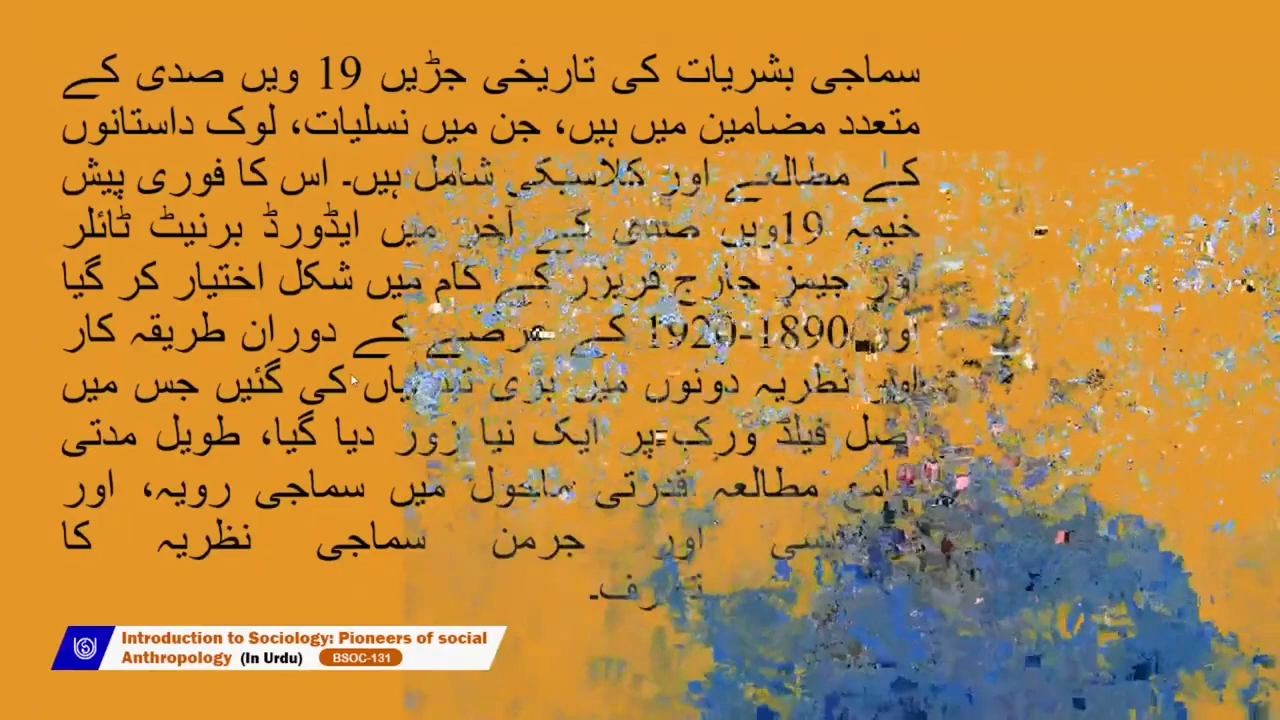 سماجی بشریات کی تاریخی جڑیں 19 ویں صدی کے
متعدد مضامین میں ہیں، جن میں نسلیات، لوک داستانوں
کے مطالعے اور کلاسیکی شامل ہیں۔ اس کا فوری پیش
خیمہ 19ویں صدی کے آخر میں ایڈورڈ برنیٹ ٹائلر
اور جیمز جارج فریزر کے کام میں شکل اختیار کر گیا
اور 1890-1920 کے عرصے کے دوران طریقہ کار
اور نظریہ دونوں میں بڑی تبدیلیاں کی گئیں جس میں
فیلڈ ورک پر ایک نیا زور دیا گیا، طویل مدتی
مطالعہ قدرتی ماحول میں سماجی رویہ، اور
اور جرمن سماجی نظریہ کا
Introduction to Sociology: Pioneers of social
Anthropology (In Urdu) BSOC-131